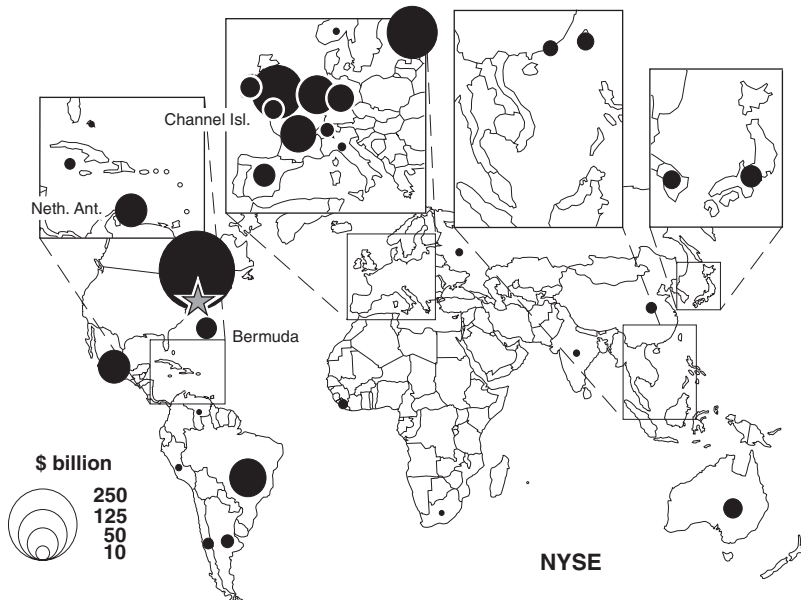 Channel Isl.
Neth. Ant.
Bermuda
$ billion
250
125
50
10
NYSE